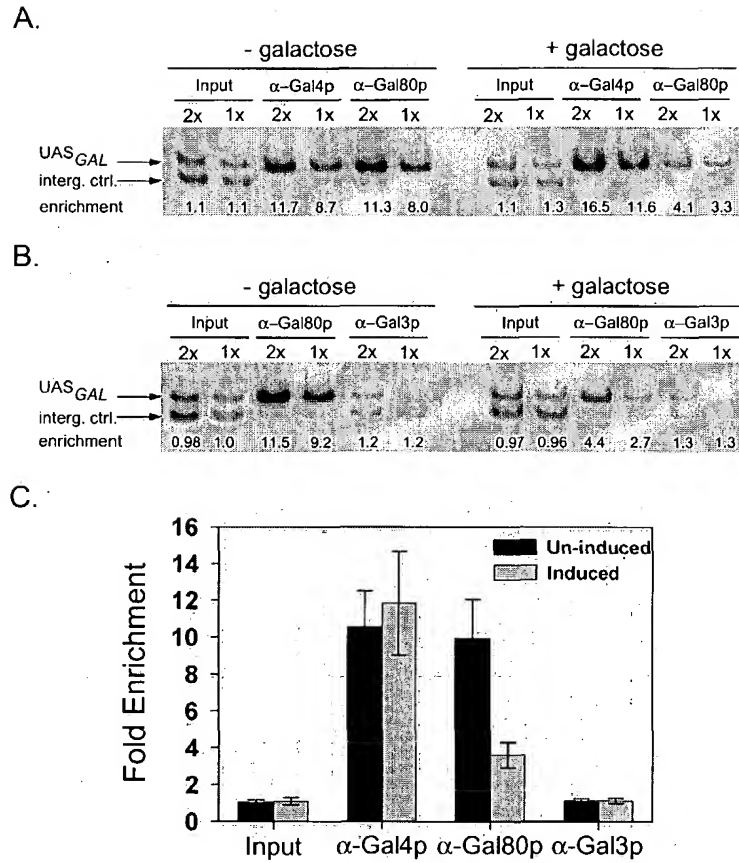 A.
- galactose + galactose
Input α-Gal4p α-Gal80p Input α-Gal4p α-Gal80p
2x 1x 2x 1x 2x 1x 2x 1x 2x 1x 2x 1x
UASGAL
interg. ctrl.
enrichment 1.1 1.1 11.7 8.7 11.3 8.0 1.1 1.3 16.5 11.6 4.1 3.3
B.
- galactose + galactose
Input α-Gal80p α-Gal3p Input α-Gal80p α-Gal3p
2x 1x 2x 1x 2x 1x 2x 1x 2x 1x 2x 1x
UASGAL
interg. ctrl.
enrichment 0.98 1.0 11.5 9.2 1.2 1.2 0.97 0.96 4.4 2.7 1.3 1.3
C.
Fold Enrichment
16
14
12
10
8
6
4
2
0
Un-induced
Induced
Input α-Gal4p α-Gal80p α-Gal3p